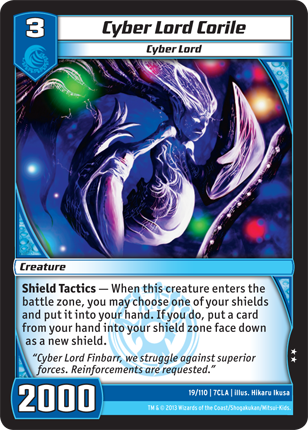 3
Cyber Lord Corile
Cyber Lord
Creature
Shield Tactics — When this creature enters the
battle zone, you may choose one of your shields
and put it into your hand. If you do, put a card
from your hand into your shield zone face down
as a new shield.
“Cyber Lord Finbarr, we struggle against superior
forces. Reinforcements are requested.”
2000
19/110 | 7CLA | illus. Hikaru Ikusa
TM & © 2013 Wizards of the Coast/Shogakukan/Mitsui-Kids.